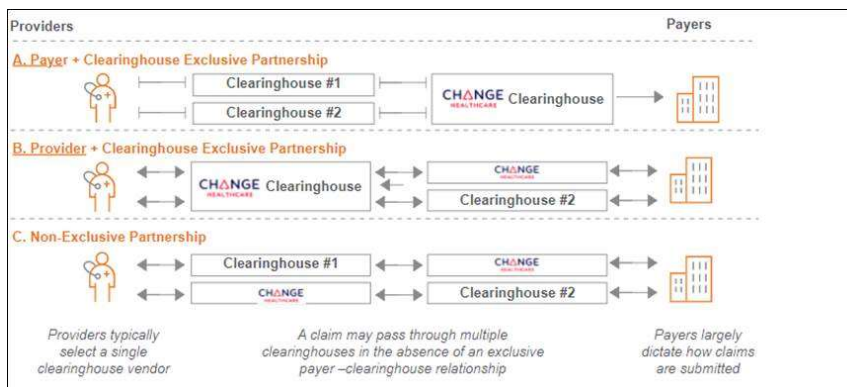 Providers Payers
A. Payer + Clearinghouse Exclusive Partnership
Clearinghouse #1
CHANGE HEALTHCARE Clearinghouse
Clearinghouse #2
B. Provider + Clearinghouse Exclusive Partnership
CHANGE HEALTHCARE
CHANGE HEALTHCARE Clearinghouse
Clearinghouse #2
C. Non-Exclusive Partnership
Clearinghouse #1 CHANGE HEALTHCARE
CHANGE HEALTHCARE Clearinghouse #2
Providers typically
select a single
clearinghouse vendor
A claim may pass through multiple
clearinghouses in the absence of an exclusive
payer –clearinghouse relationship
Payers largely
dictate how claims
are submitted